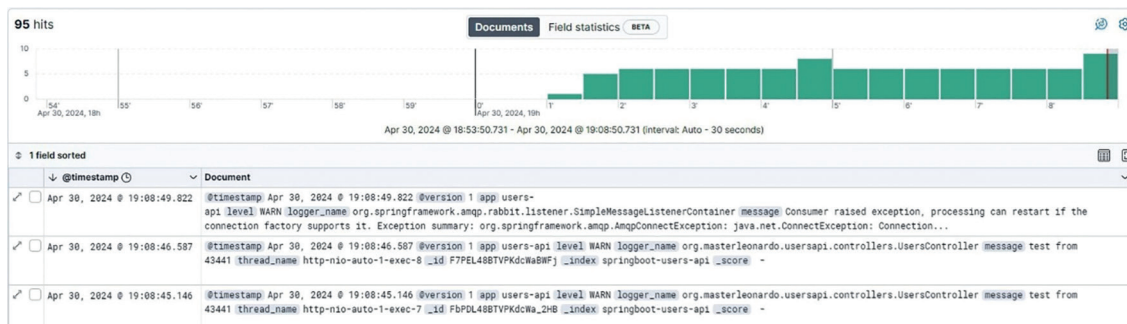 95 hits
Documents Field statistics BETA
10
5
0
54' 55' 56' 57' 58' 59' 0' 1' 2' 3' 4' 5' 6' 7' 8'
Apr 30, 2024, 18h Apr 30, 2024, 19h
Apr 30, 2024 @ 18:53:50.731 - Apr 30, 2024 @ 19:08:50.731 (interval: Auto - 30 seconds)
1 field sorted
@timestamp Document
Apr 30, 2024 @ 19:08:49.822 @timestamp Apr 30, 2024 @ 19:08:49.822 @version 1 app users-
api level WARN logger_name org.springframework.amqp.rabbit.listener.SimpleMessageListenerContainer message Consumer raised exception, processing can restart if the
connection factory supports it. Exception summary: org.springframework.amqp.AmqpConnectException: java.net.ConnectException: Connection...
Apr 30, 2024 @ 19:08:46.587 @timestamp Apr 30, 2024 @ 19:08:46.587 @version 1 app users-api level WARN logger_name org.masterleonardo.usersapi.controllers.UsersController message test from
43441 thread_name http-nio-auto-1-exec-8 _id F7PEL48BTVPKdcWaBWFj _index springboot-users-api _score -
Apr 30, 2024 @ 19:08:45.146 @timestamp Apr 30, 2024 @ 19:08:45.146 @version 1 app users-api level WARN logger_name org.masterleonardo.usersapi.controllers.UsersController message test from
43441 thread_name http-nio-auto-1-exec-7 _id FbPDL48BTVPKdcWa_2HB _index springboot-users-api _score -